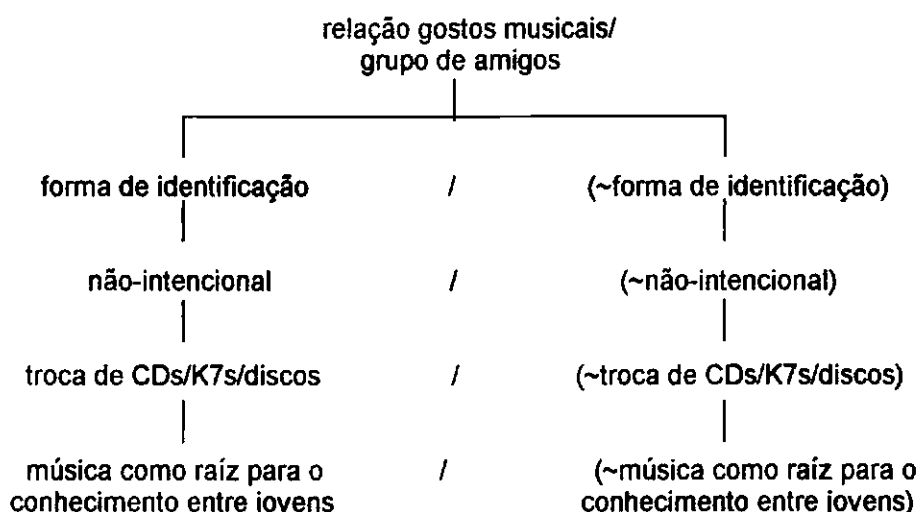 relação gostos musicais/
grupo de amigos
forma de identificação / (~forma de identificação)
não-intencional / (~não-intencional)
troca de CDs/K7s/discos / (~troca de CDs/K7s/discos)
música como raíz para o / (~música como raíz para o
conhecimento entre jovens conhecimento entre jovens)